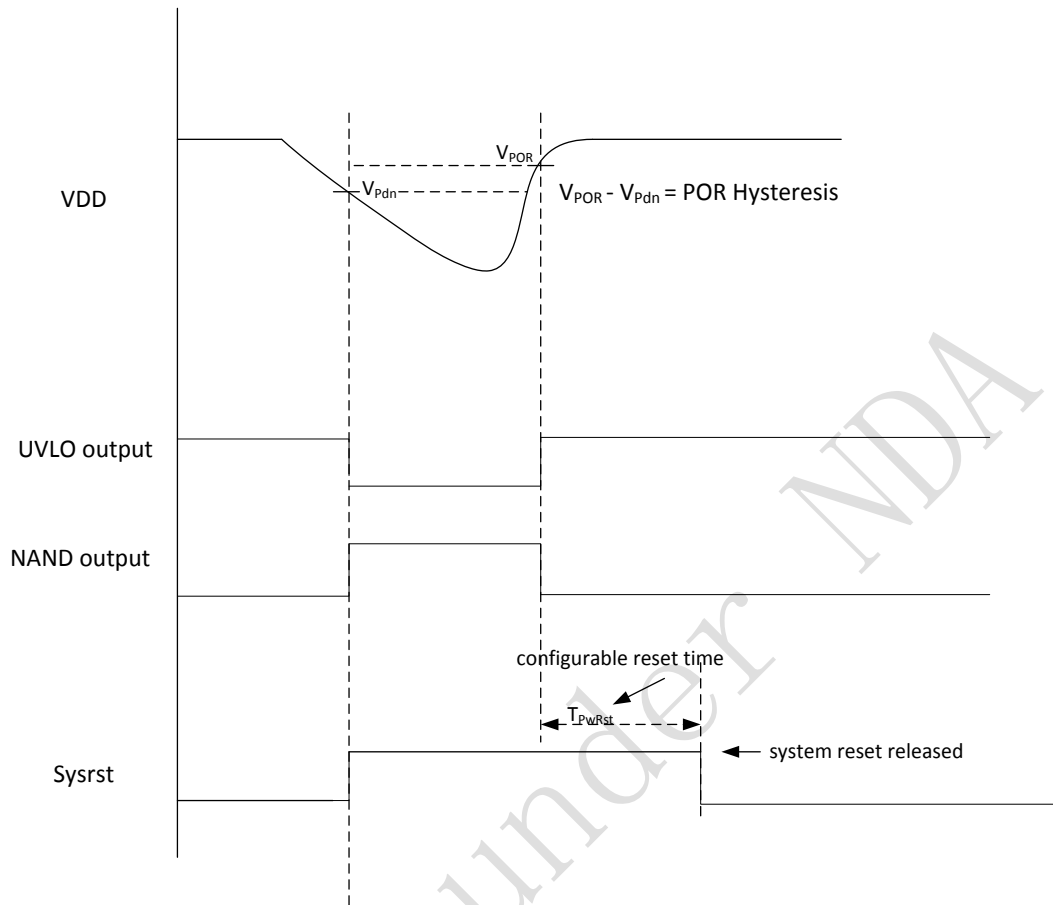 VDD
V_POR
V_Pdn
V_POR - V_Pdn = POR Hysteresis
UVLO output
NAND output
configurable reset time
T_PwRst
system reset released
Sysrst
under NDA